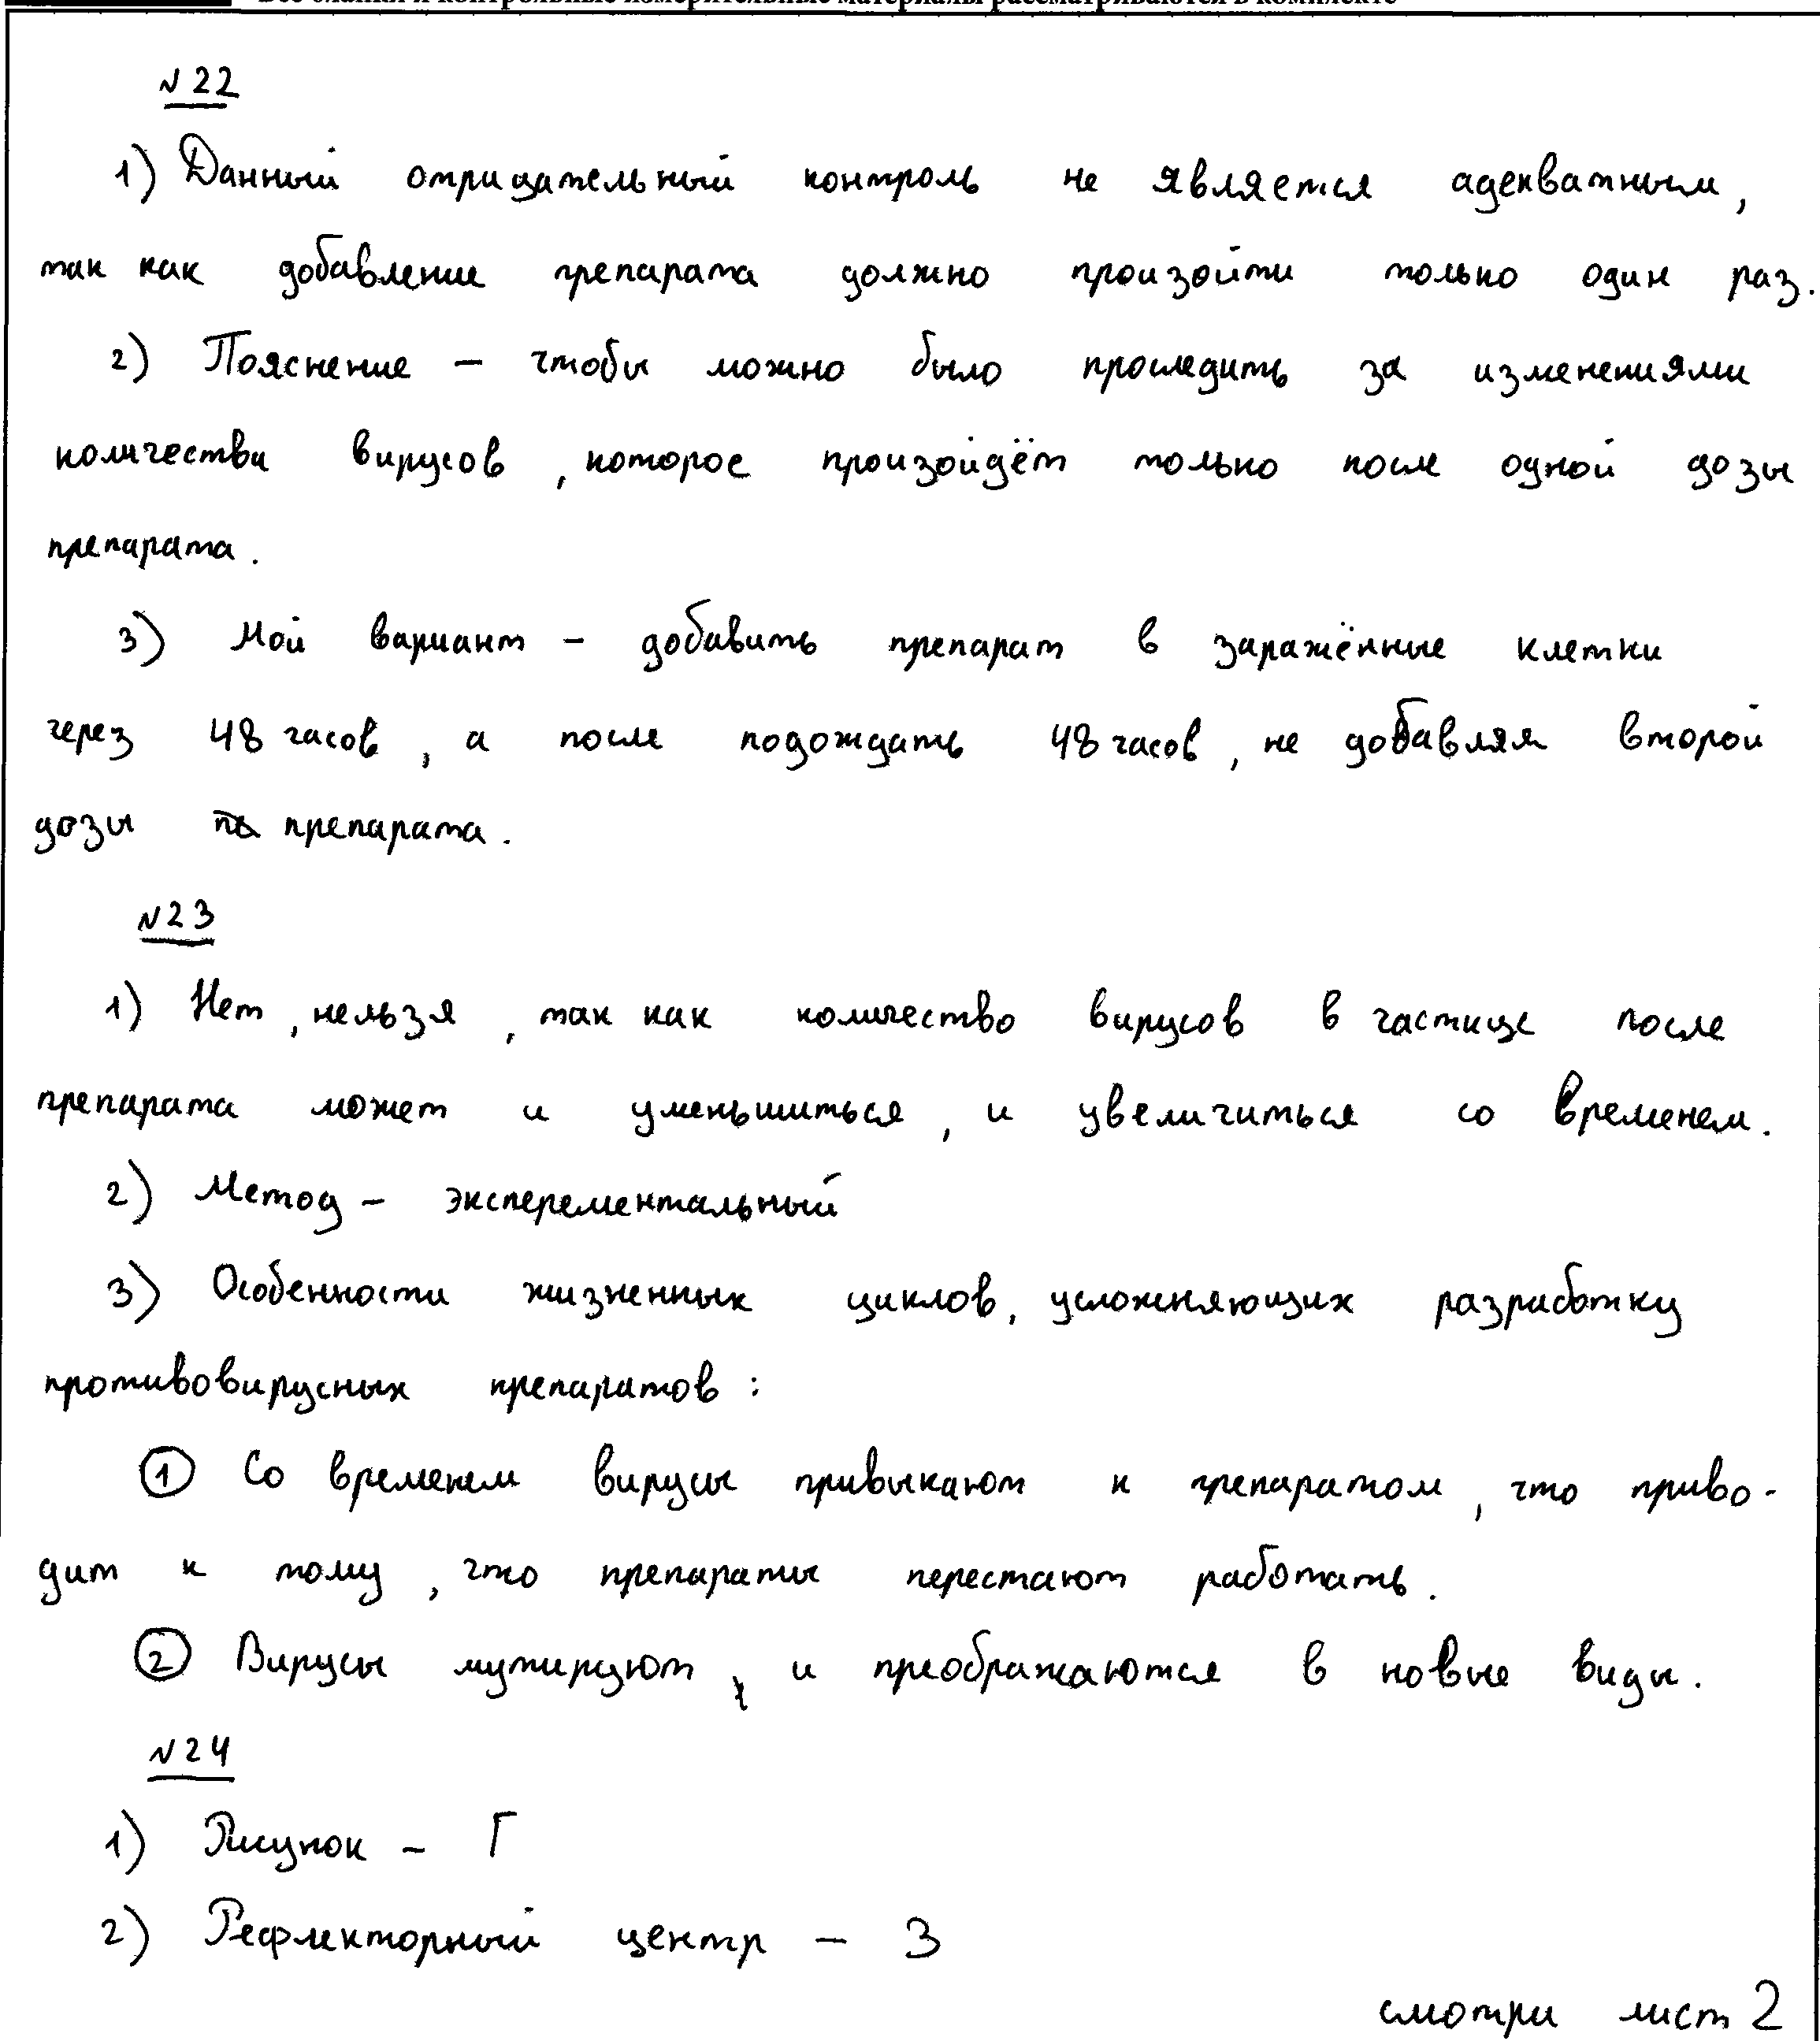 Все бланки и контрольные измерительные материалы рассматриваются в комплекте
№22
1) Данный отрицательный контроль не является адекватным,
так как добавление препарата должно произойти только один раз.
2) Пояснение – чтобы можно было проследить за изменениями
количества вирусов, которое произойдёт только после одной дозы
препарата.
3) Мой вариант – добавить препарат в заражённые клетки
через 48 часов, а после подождать 48 часов, не добавляя второй
дозы препарата.
№23
1) Нет, нельзя, так как количество вирусов в частице после
препарата может и уменьшиться, и увеличиться со временем.
2) Метод – эксперементальный
3) Особенности жизненных циклов, усложняющих разработку
противовирусных препаратов:
① Со временем вирусы привыкают к препаратом, что приво-
дит к тому, что препараты перестают работать.
② Вирусы мутируют, и преображаются в новые виды.
№24
1) Рисунок – Г
2) Рефлекторный центр – 3
смотри лист 2